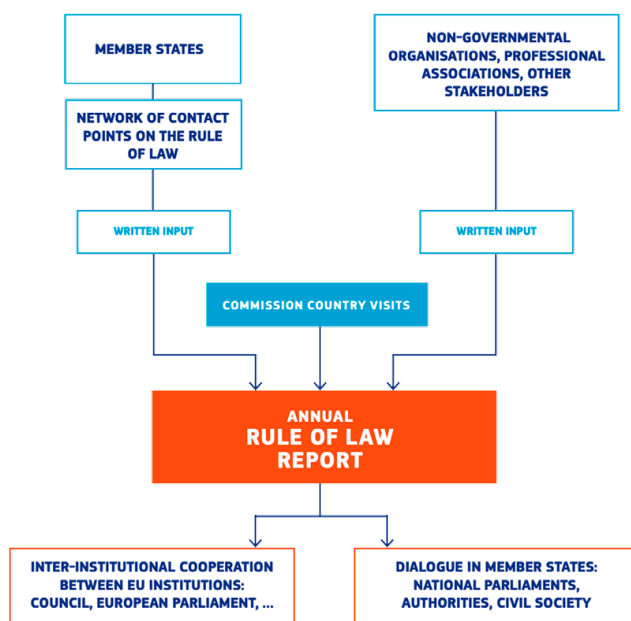 MEMBER STATES
NETWORK OF CONTACT
POINTS ON THE RULE
OF LAW
WRITTEN INPUT
NON-GOVERNMENTAL
ORGANISATIONS, PROFESSIONAL
ASSOCIATIONS, OTHER
STAKEHOLDERS
WRITTEN INPUT
COMMISSION COUNTRY VISITS
ANNUAL
RULE OF LAW
REPORT
INTER-INSTITUTIONAL COOPERATION
BETWEEN EU INSTITUTIONS:
COUNCIL, EUROPEAN PARLIAMENT, ...
DIALOGUE IN MEMBER STATES:
NATIONAL PARLIAMENTS,
AUTHORITIES, CIVIL SOCIETY